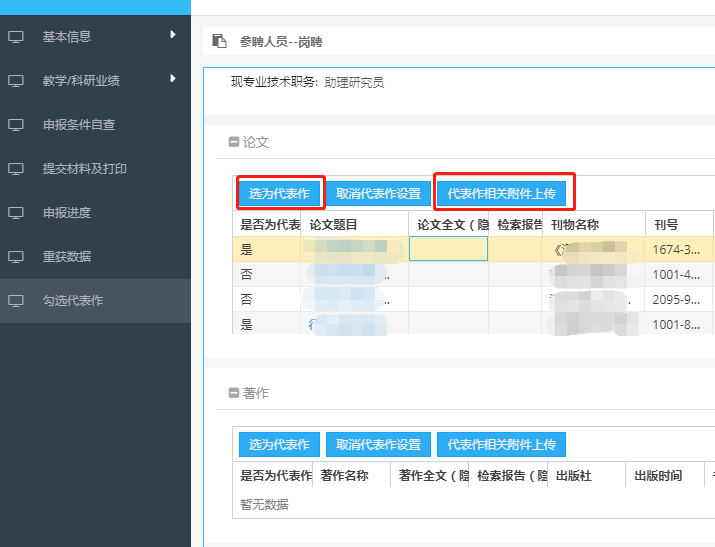 基本信息
教学/科研业绩
申报条件自查
提交材料及打印
申报进度
重获数据
勾选代表作
参聘人员--岗聘
现专业技术职务: 助理研究员
论文
选为代表作 取消代表作设置 代表作相关附件上传
是否为代表 论文题目 论文全文（隐 检索报告 刊物名称 刊号
是 《 1674-3...
否 ... 1001-4...
否 ... ... 2095-9...
是 1001-8...
著作
选为代表作 取消代表作设置 代表作相关附件上传
是否为代表作 著作名称 著作全文（隐 检索报告（隐 出版社 出版时间
暂无数据